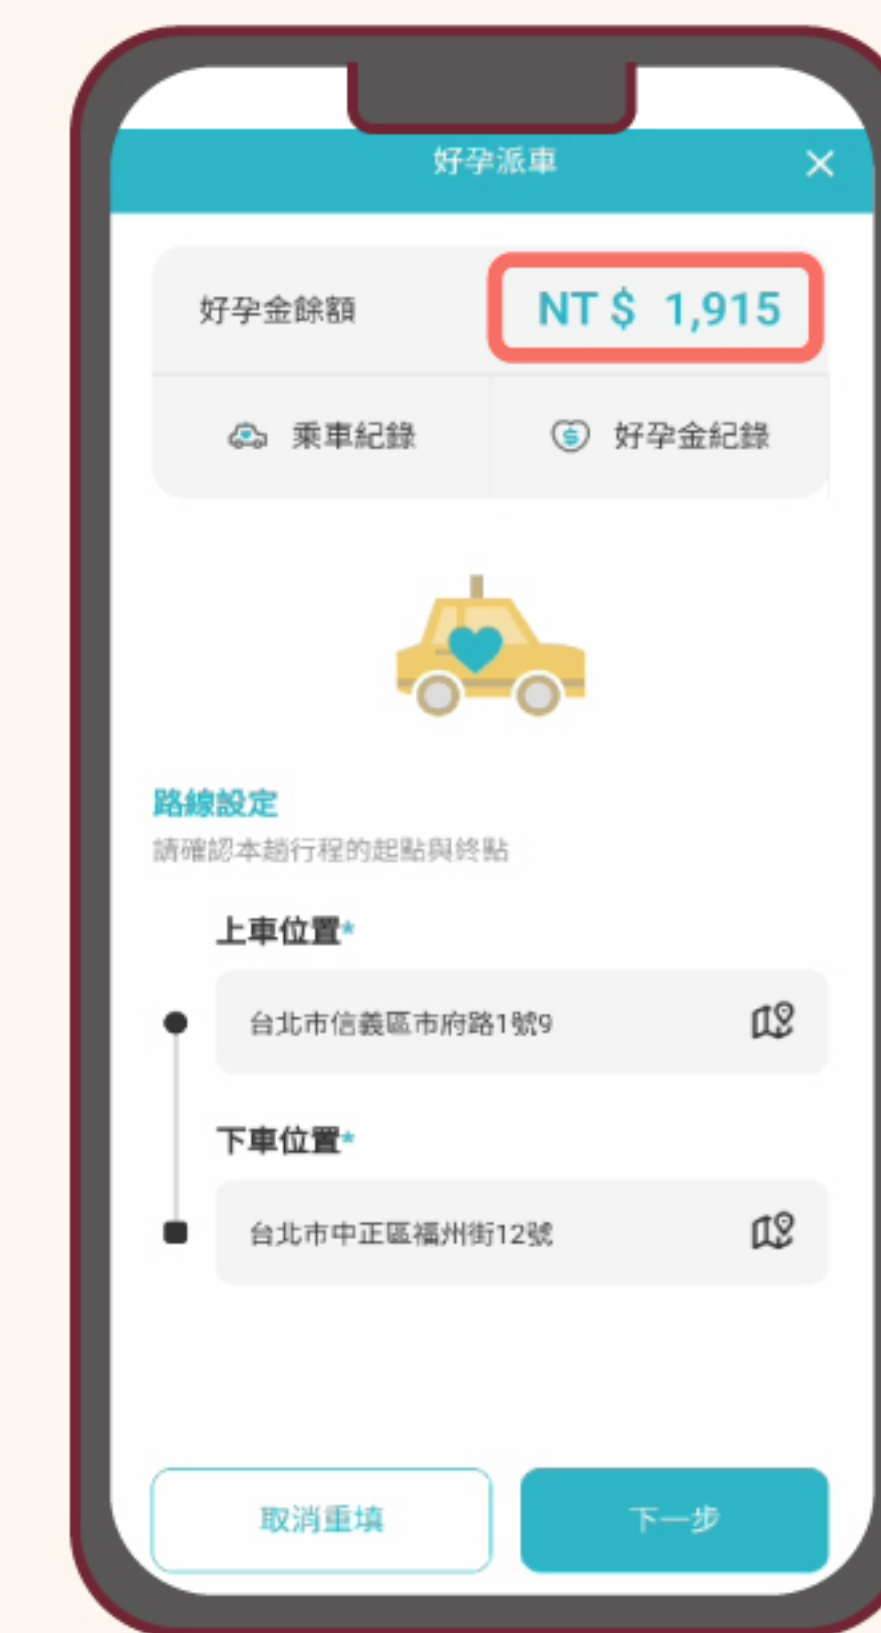 好孕派車
好孕金餘額
NT $ 1,915
乘車紀錄
好孕金紀錄
路線設定
請確認本趟行程的起點與終點
上車位置*
台北市信義區市府路1號9
下車位置*
台北市中正區福州街12號
取消重填
下一步